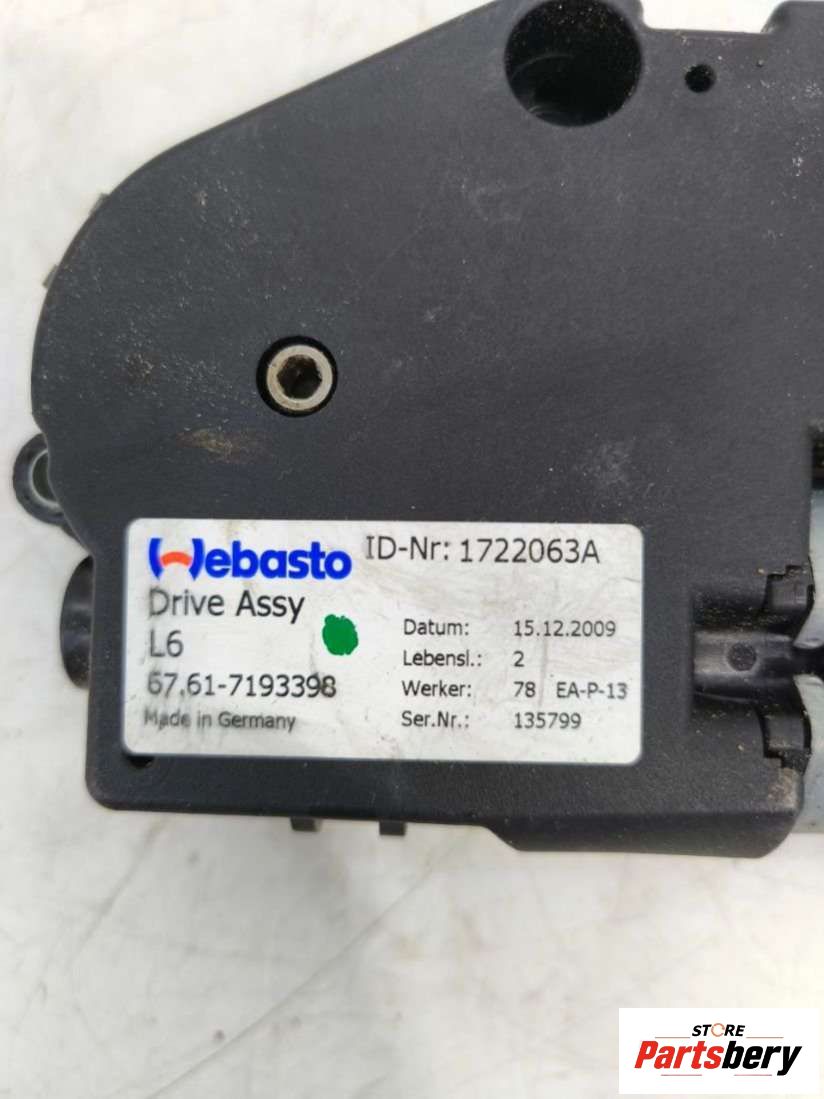 Webasto
ID-Nr: 1722063A
Drive Assy
L6
67.61-7193398
Made in Germany
Datum: 15.12.2009
Lebensl.: 2
Werker: 78 EA-P-13
Ser.Nr.: 135799
STORE
Partsbery